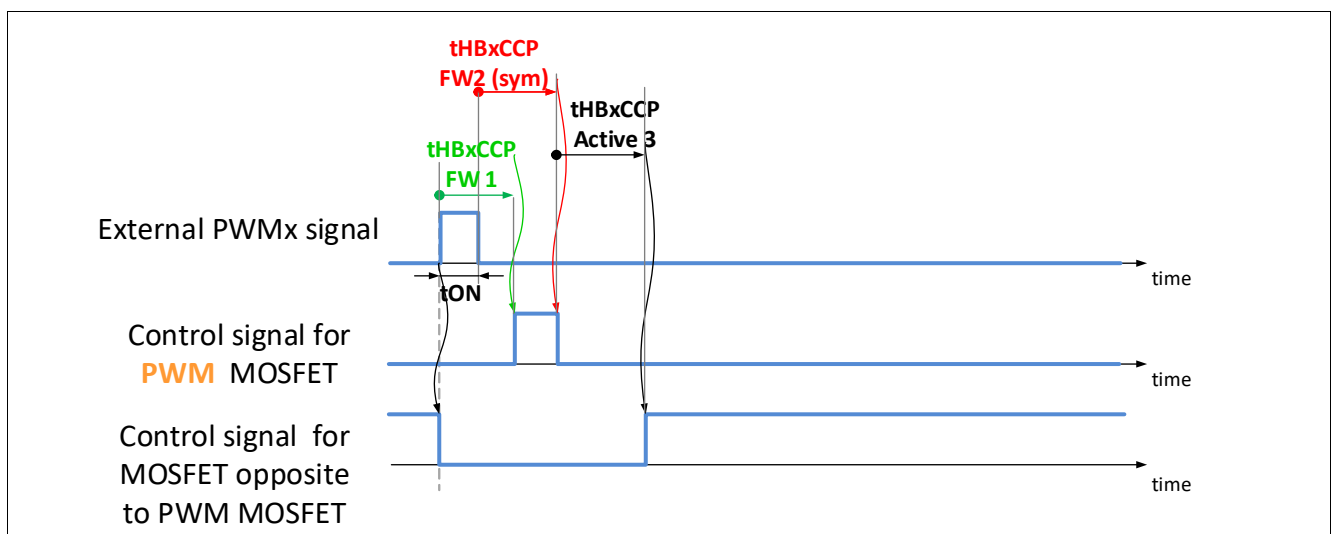 tHBxCCP
FW2 (sym)
tHBxCCP
Active 3
tHBxCCP
FW 1
External PWMx signal
time
tON
Control signal for
PWM MOSFET
time
Control signal for
MOSFET opposite
to PWM MOSFET
time